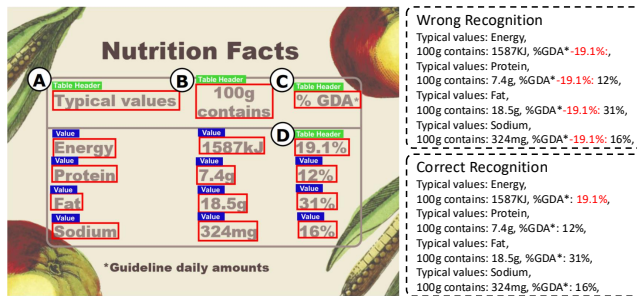 Nutrition Facts
A B C
Table Header Table Header Table Header
Typical values 100g contains % GDA*
D
Value Value Table Header
Energy 1587kJ 19.1%
Value Value Value
Protein 7.4g 12%
Value Value Value
Fat 18.5g 31%
Value Value Value
Sodium 324mg 16%
*Guideline daily amounts
Wrong Recognition
Typical values: Energy,
100g contains: 1587KJ, %GDA*-19.1%:,
Typical values: Protein,
100g contains: 7.4g, %GDA*-19.1%: 12%,
Typical values: Fat,
100g contains: 18.5g, %GDA*-19.1%: 31%,
Typical values: Sodium,
100g contains: 324mg, %GDA*-19.1%: 16%,
Correct Recognition
Typical values: Energy,
100g contains: 1587KJ, %GDA*: 19.1%,
Typical values: Protein,
100g contains: 7.4g, %GDA*: 12%,
Typical values: Fat,
100g contains: 18.5g, %GDA*: 31%,
Typical values: Sodium,
100g contains: 324mg, %GDA*: 16%,